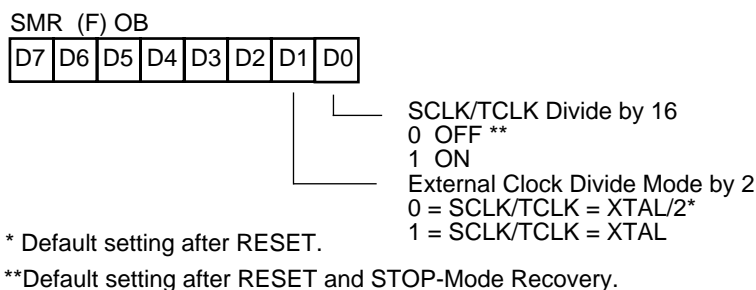 SMR (F) OB
D7 D6 D5 D4 D3 D2 D1 D0
SCLK/TCLK Divide by 16
0 OFF **
1 ON
External Clock Divide Mode by 2
0 = SCLK/TCLK = XTAL/2*
1 = SCLK/TCLK = XTAL
* Default setting after RESET.
**Default setting after RESET and STOP-Mode Recovery.